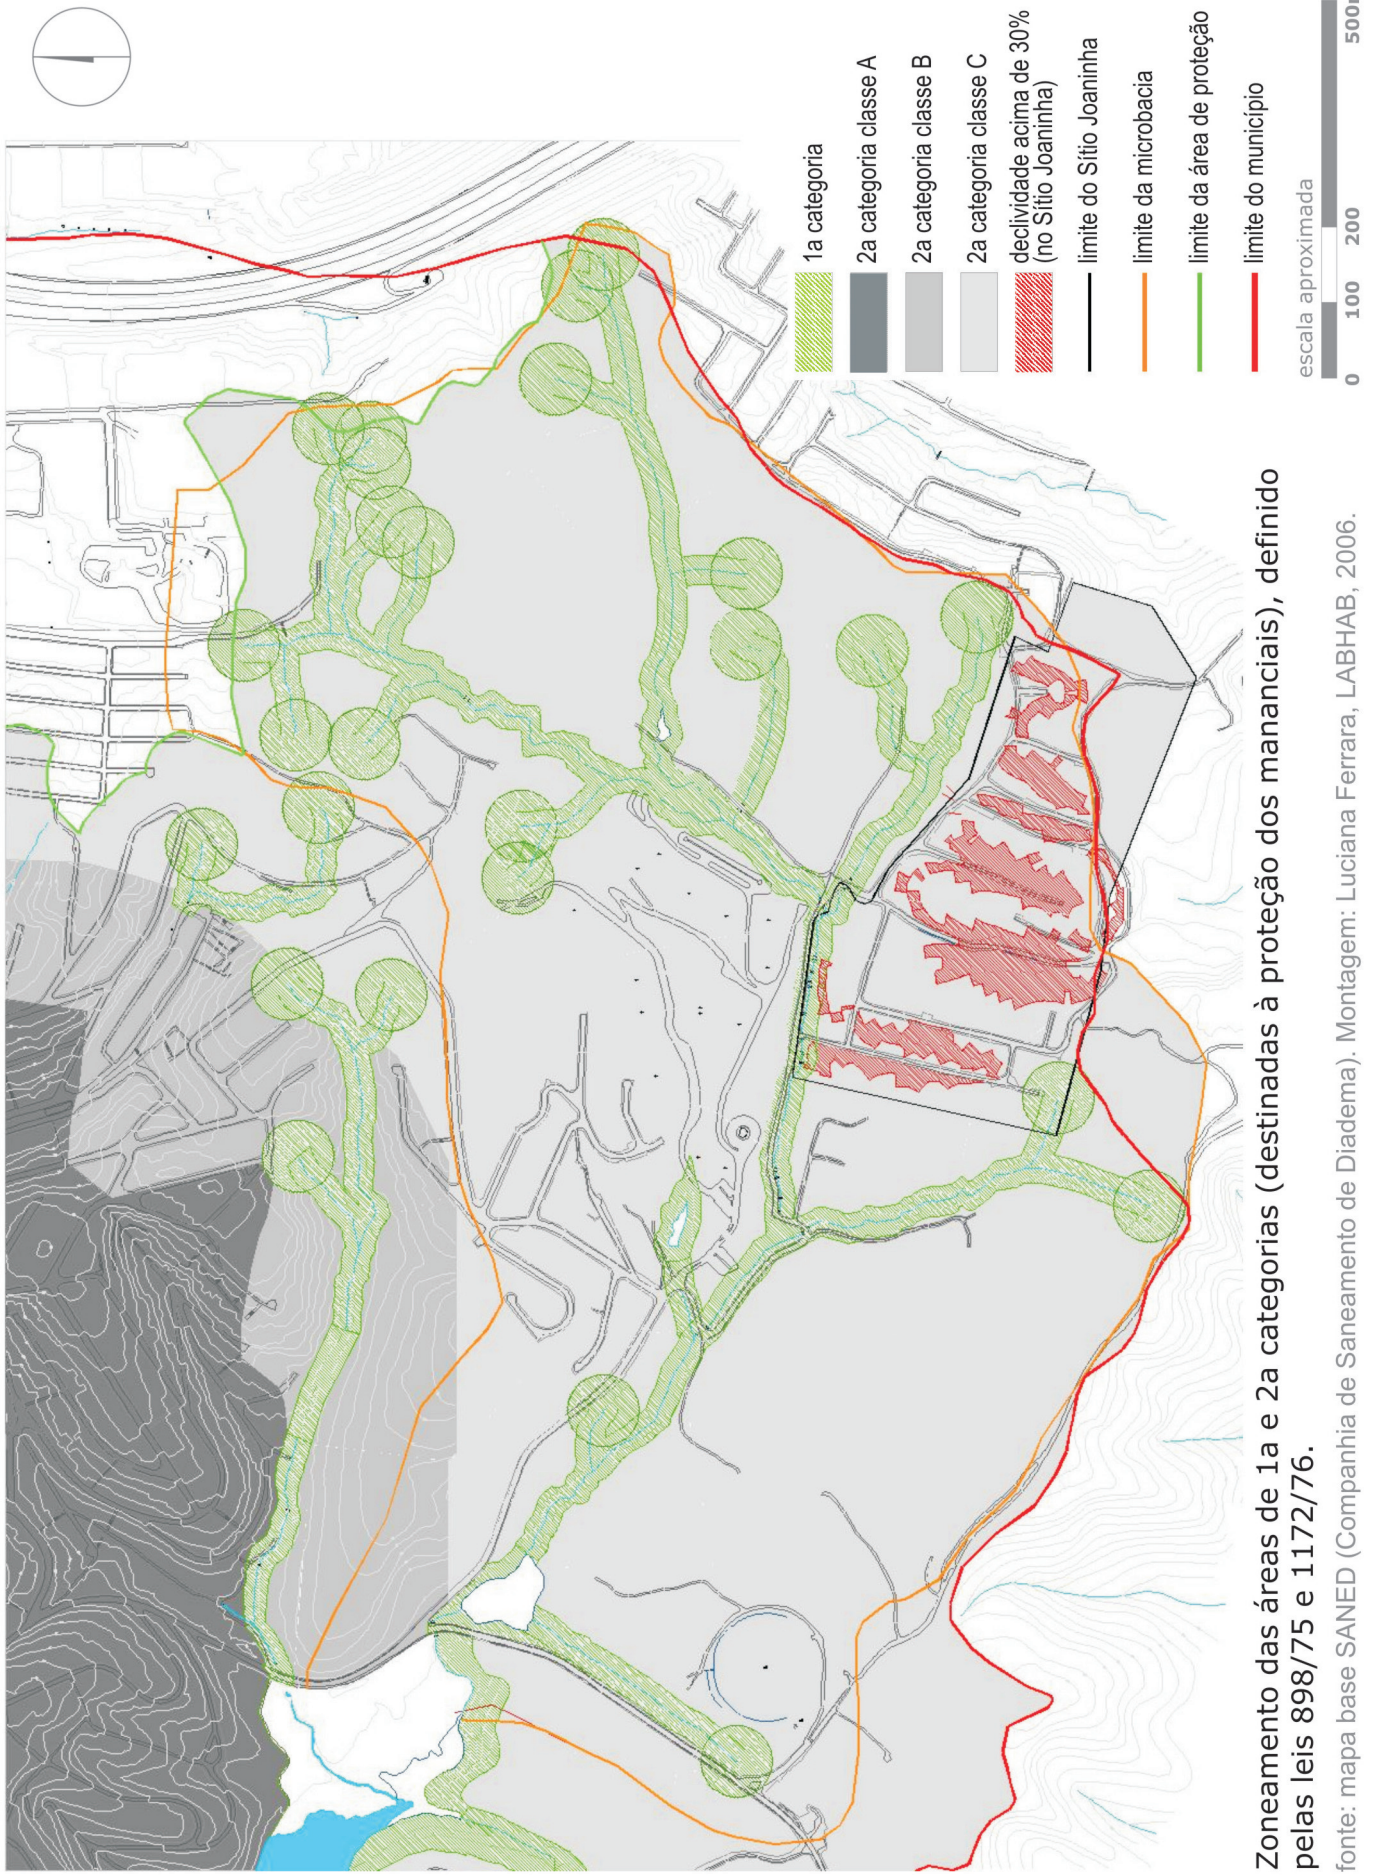 1a categoria
2a categoria classe A
2a categoria classe B
2a categoria classe C
declividade acima de 30%
(no Sítio Joaninha)
limite do Sítio Joaninha
limite da microbacia
limite da área de proteção
limite do município
escala aproximada
0 100 200 500m
Zoneamento das áreas de 1a e 2a categorias (destinadas à proteção dos mananciais), definido
pelas leis 898/75 e 1172/76.
fonte: mapa base SANED (Companhia de Saneamento de Diadema). Montagem: Luciana Ferrara, LABHAB, 2006.